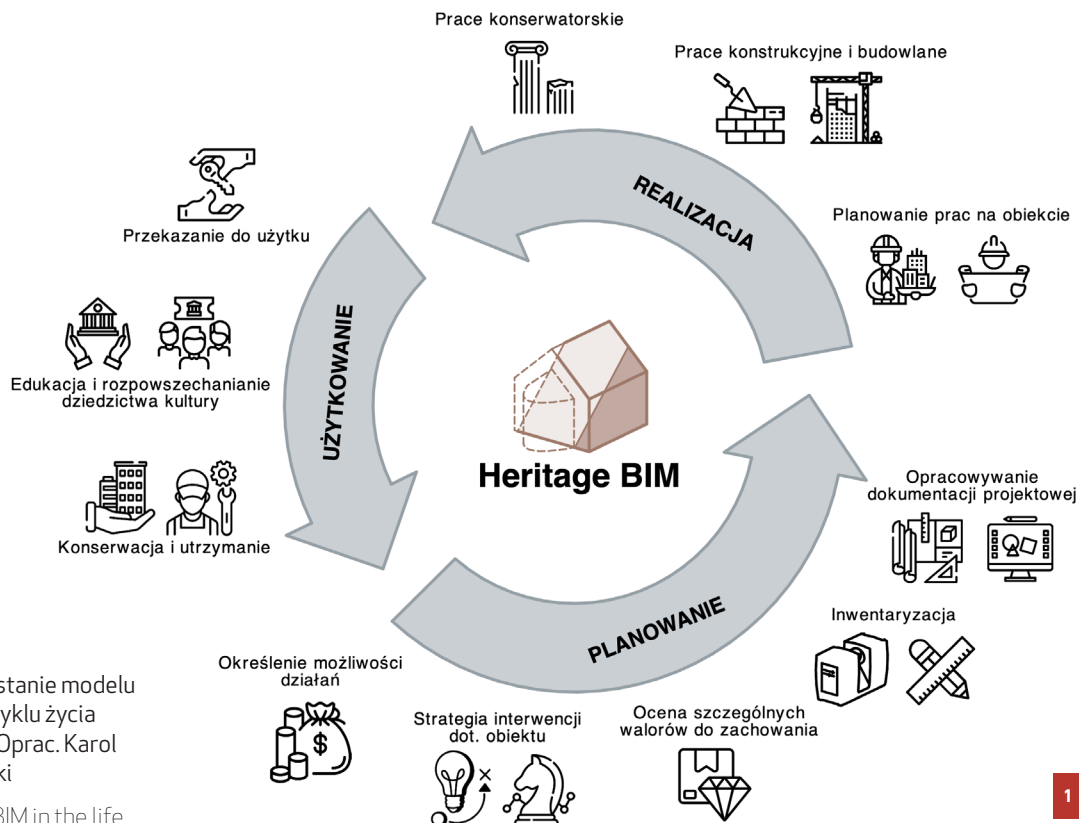 Prace konserwatorskie
Prace konstrukcyjne i budowlane
Planowanie prac na obiekcie
REALIZACJA
Przekazanie do użytku
Edukacja i rozpowszechanianie
dziedzictwa kultury
Konserwacja i utrzymanie
UŻYTKOWANIE
Heritage BIM
Opracowywanie
dokumentacji projektowej
Inwentaryzacja
PLANOWANIE
Ocena szczególnych
walorów do zachowania
Strategia interwencji
dot. obiektu
Określenie możliwości
działań
$
stanie modelu
yklu życia
Oprac. Karol
ki
BIM in the life
1